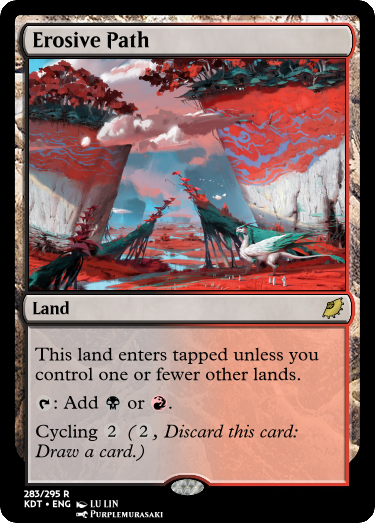 Erosive Path
Land
This land enters tapped unless you
control one or fewer other lands.
: Add or .
Cycling 2 ( 2 , Discard this card:
Draw a card.)
283/295 R
KDT • ENG LU LIN
PURPLEMURASAKI